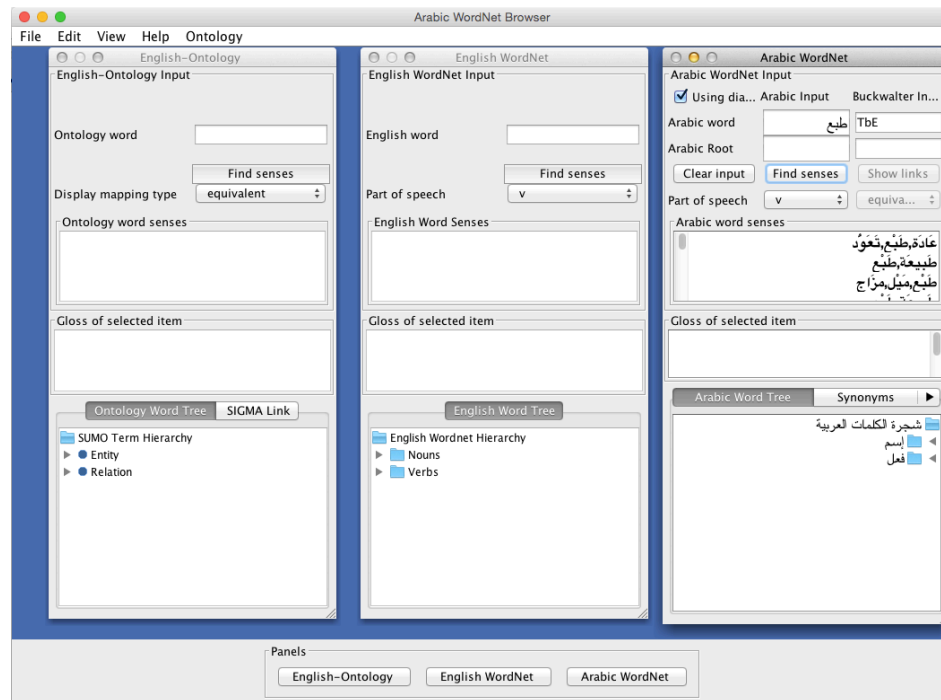 Arabic WordNet Browser
File Edit View Help Ontology
English-Ontology
English-Ontology Input
Ontology word
Find senses
Display mapping type equivalent
Ontology word senses
Gloss of selected item
Ontology Word Tree SIGMA Link
SUMO Term Hierarchy
Entity
Relation
English WordNet
English WordNet Input
English word
Find senses
Part of speech v
English Word Senses
Gloss of selected item
English Word Tree
English Wordnet Hierarchy
Nouns
Verbs
Arabic WordNet
Arabic WordNet Input
Using dia... Arabic Input Buckwalter In...
Arabic word طبع TbE
Arabic Root
Clear input Find senses Show links
Part of speech v equiva...
Arabic word senses
عَادَة,طَبْع,تَعَوُّد
طَبِيعَة,طَبْع
طَبْع,مَيْل,مزَاج
Gloss of selected item
Arabic Word Tree Synonyms
شجرة الكلمات العربية
إسم
فعل
Panels
English-Ontology English WordNet Arabic WordNet